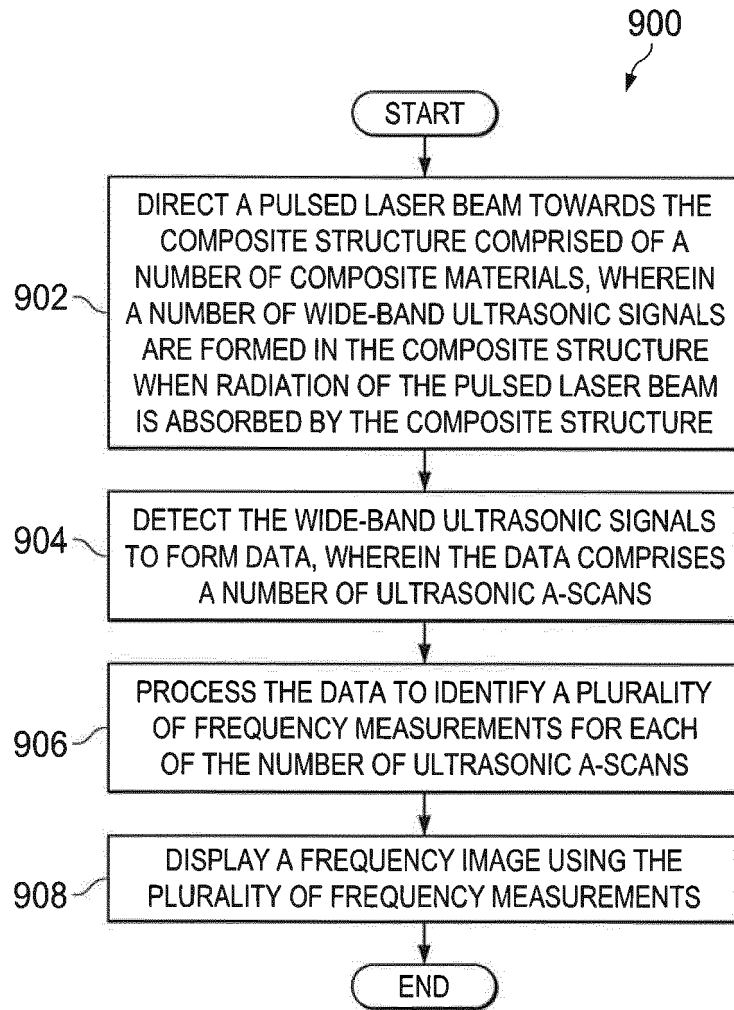 900
START
DIRECT A PULSED LASER BEAM TOWARDS THE
COMPOSITE STRUCTURE COMPRISED OF A
NUMBER OF COMPOSITE MATERIALS, WHEREIN
A NUMBER OF WIDE-BAND ULTRASONIC SIGNALS
ARE FORMED IN THE COMPOSITE STRUCTURE
WHEN RADIATION OF THE PULSED LASER BEAM
IS ABSORBED BY THE COMPOSITE STRUCTURE
902
DETECT THE WIDE-BAND ULTRASONIC SIGNALS
TO FORM DATA, WHEREIN THE DATA COMPRISES
A NUMBER OF ULTRASONIC A-SCANS
904
PROCESS THE DATA TO IDENTIFY A PLURALITY
OF FREQUENCY MEASUREMENTS FOR EACH
OF THE NUMBER OF ULTRASONIC A-SCANS
906
DISPLAY A FREQUENCY IMAGE USING THE
PLURALITY OF FREQUENCY MEASUREMENTS
908
END